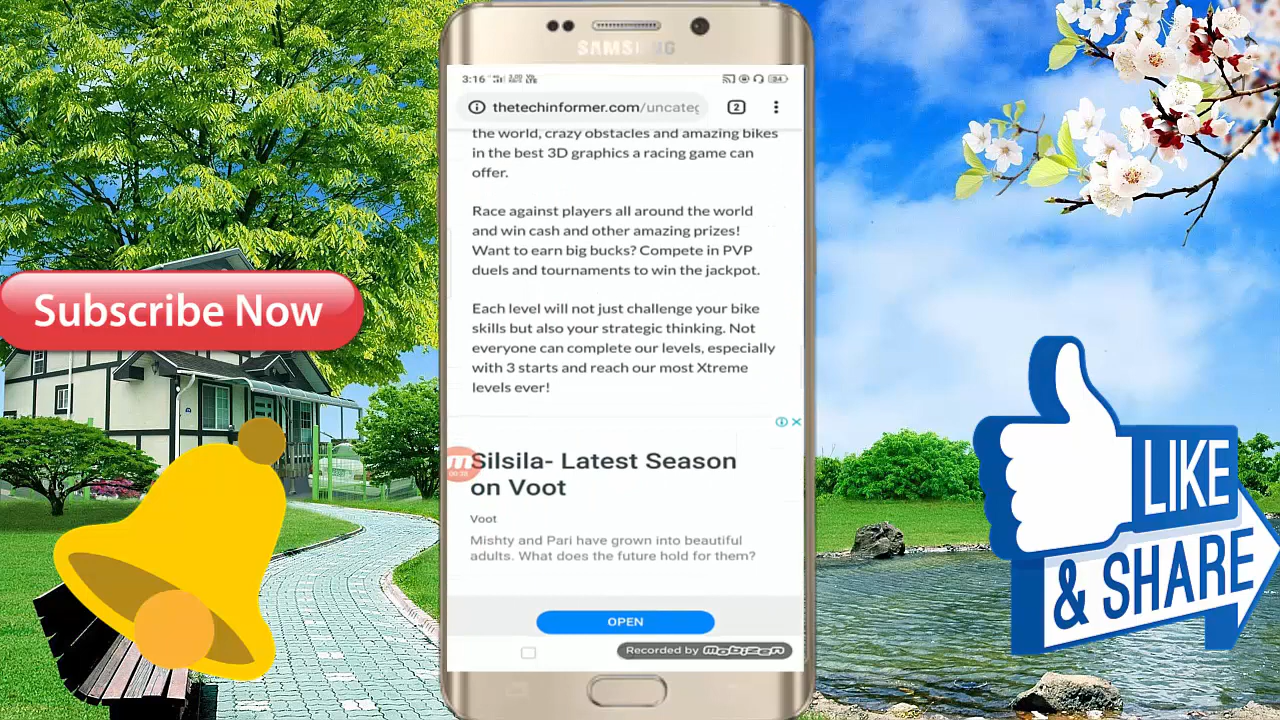 SAMSUNG
3:16
24
thetechinformer.com/uncateg
2
the world, crazy obstacles and amazing bikes
in the best 3D graphics a racing game can
offer.
Race against players all around the world
and win cash and other amazing prizes!
Want to earn big bucks? Compete in PVP
duels and tournaments to win the jackpot.
Each level will not just challenge your bike
skills but also your strategic thinking. Not
everyone can complete our levels, especially
with 3 starts and reach our most Xtreme
levels ever!
Silsila- Latest Season
on Voot
Voot
Mishty and Pari have grown into beautiful
adults. What does the future hold for them?
OPEN
Recorded by mobizen
Subscribe Now
LIKE
& SHARE